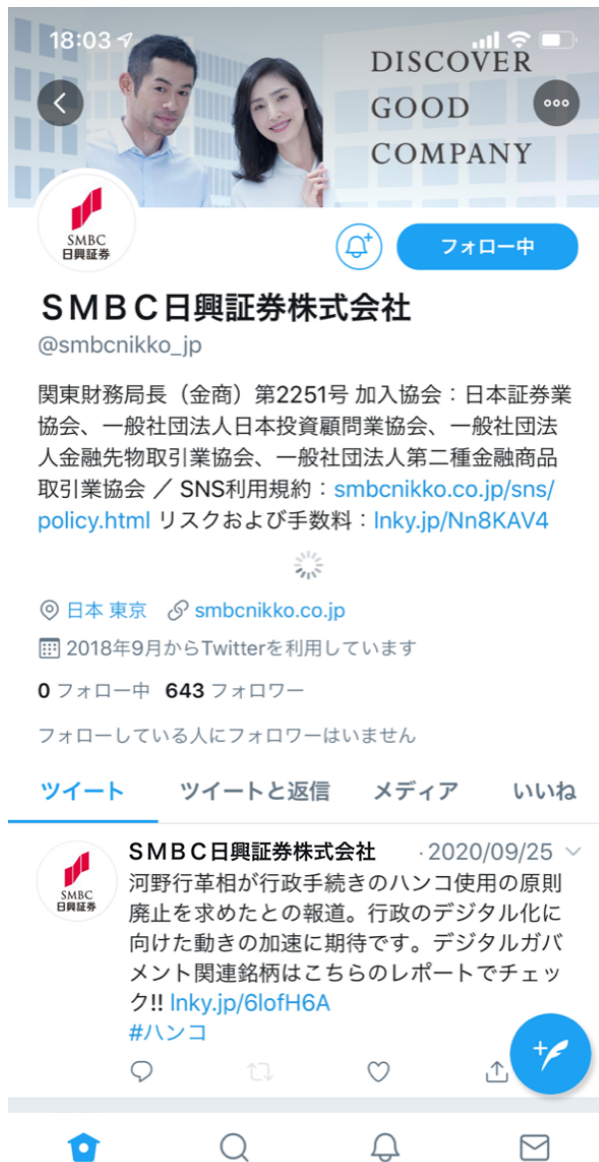 18:03
DISCOVER
GOOD
COMPANY
SMBC
日興証券
フォロー中
ＳＭＢＣ日興証券株式会社
@smbcnikko_jp
関東財務局長（金商）第2251号 加入協会：日本証券業
協会、一般社団法人日本投資顧問業協会、一般社団法
人金融先物取引業協会、一般社団法人第二種金融商品
取引業協会 ／ SNS利用規約：smbcnikko.co.jp/sns/
policy.html リスクおよび手数料：lnky.jp/Nn8KAV4
日本 東京 smbcnikko.co.jp
2018年9月からTwitterを利用しています
0 フォロー中 643 フォロワー
フォローしている人にフォロワーはいません
ツイート ツイートと返信 メディア いいね
SMBC
日興証券
ＳＭＢＣ日興証券株式会社 ·2020/09/25
河野行革相が行政手続きのハンコ使用の原則
廃止を求めたとの報道。行政のデジタル化に
向けた動きの加速に期待です。デジタルガバ
メント関連銘柄はこちらのレポートでチェッ
ク!! lnky.jp/6lofH6A
#ハンコ